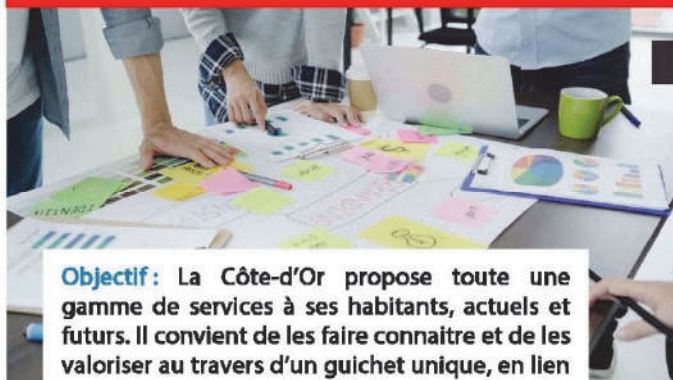 Objectif : La Côte-d'Or propose toute une
gamme de services à ses habitants, actuels et
futurs. Il convient de les faire connaitre et de les
valoriser au travers d'un guichet unique, en lien